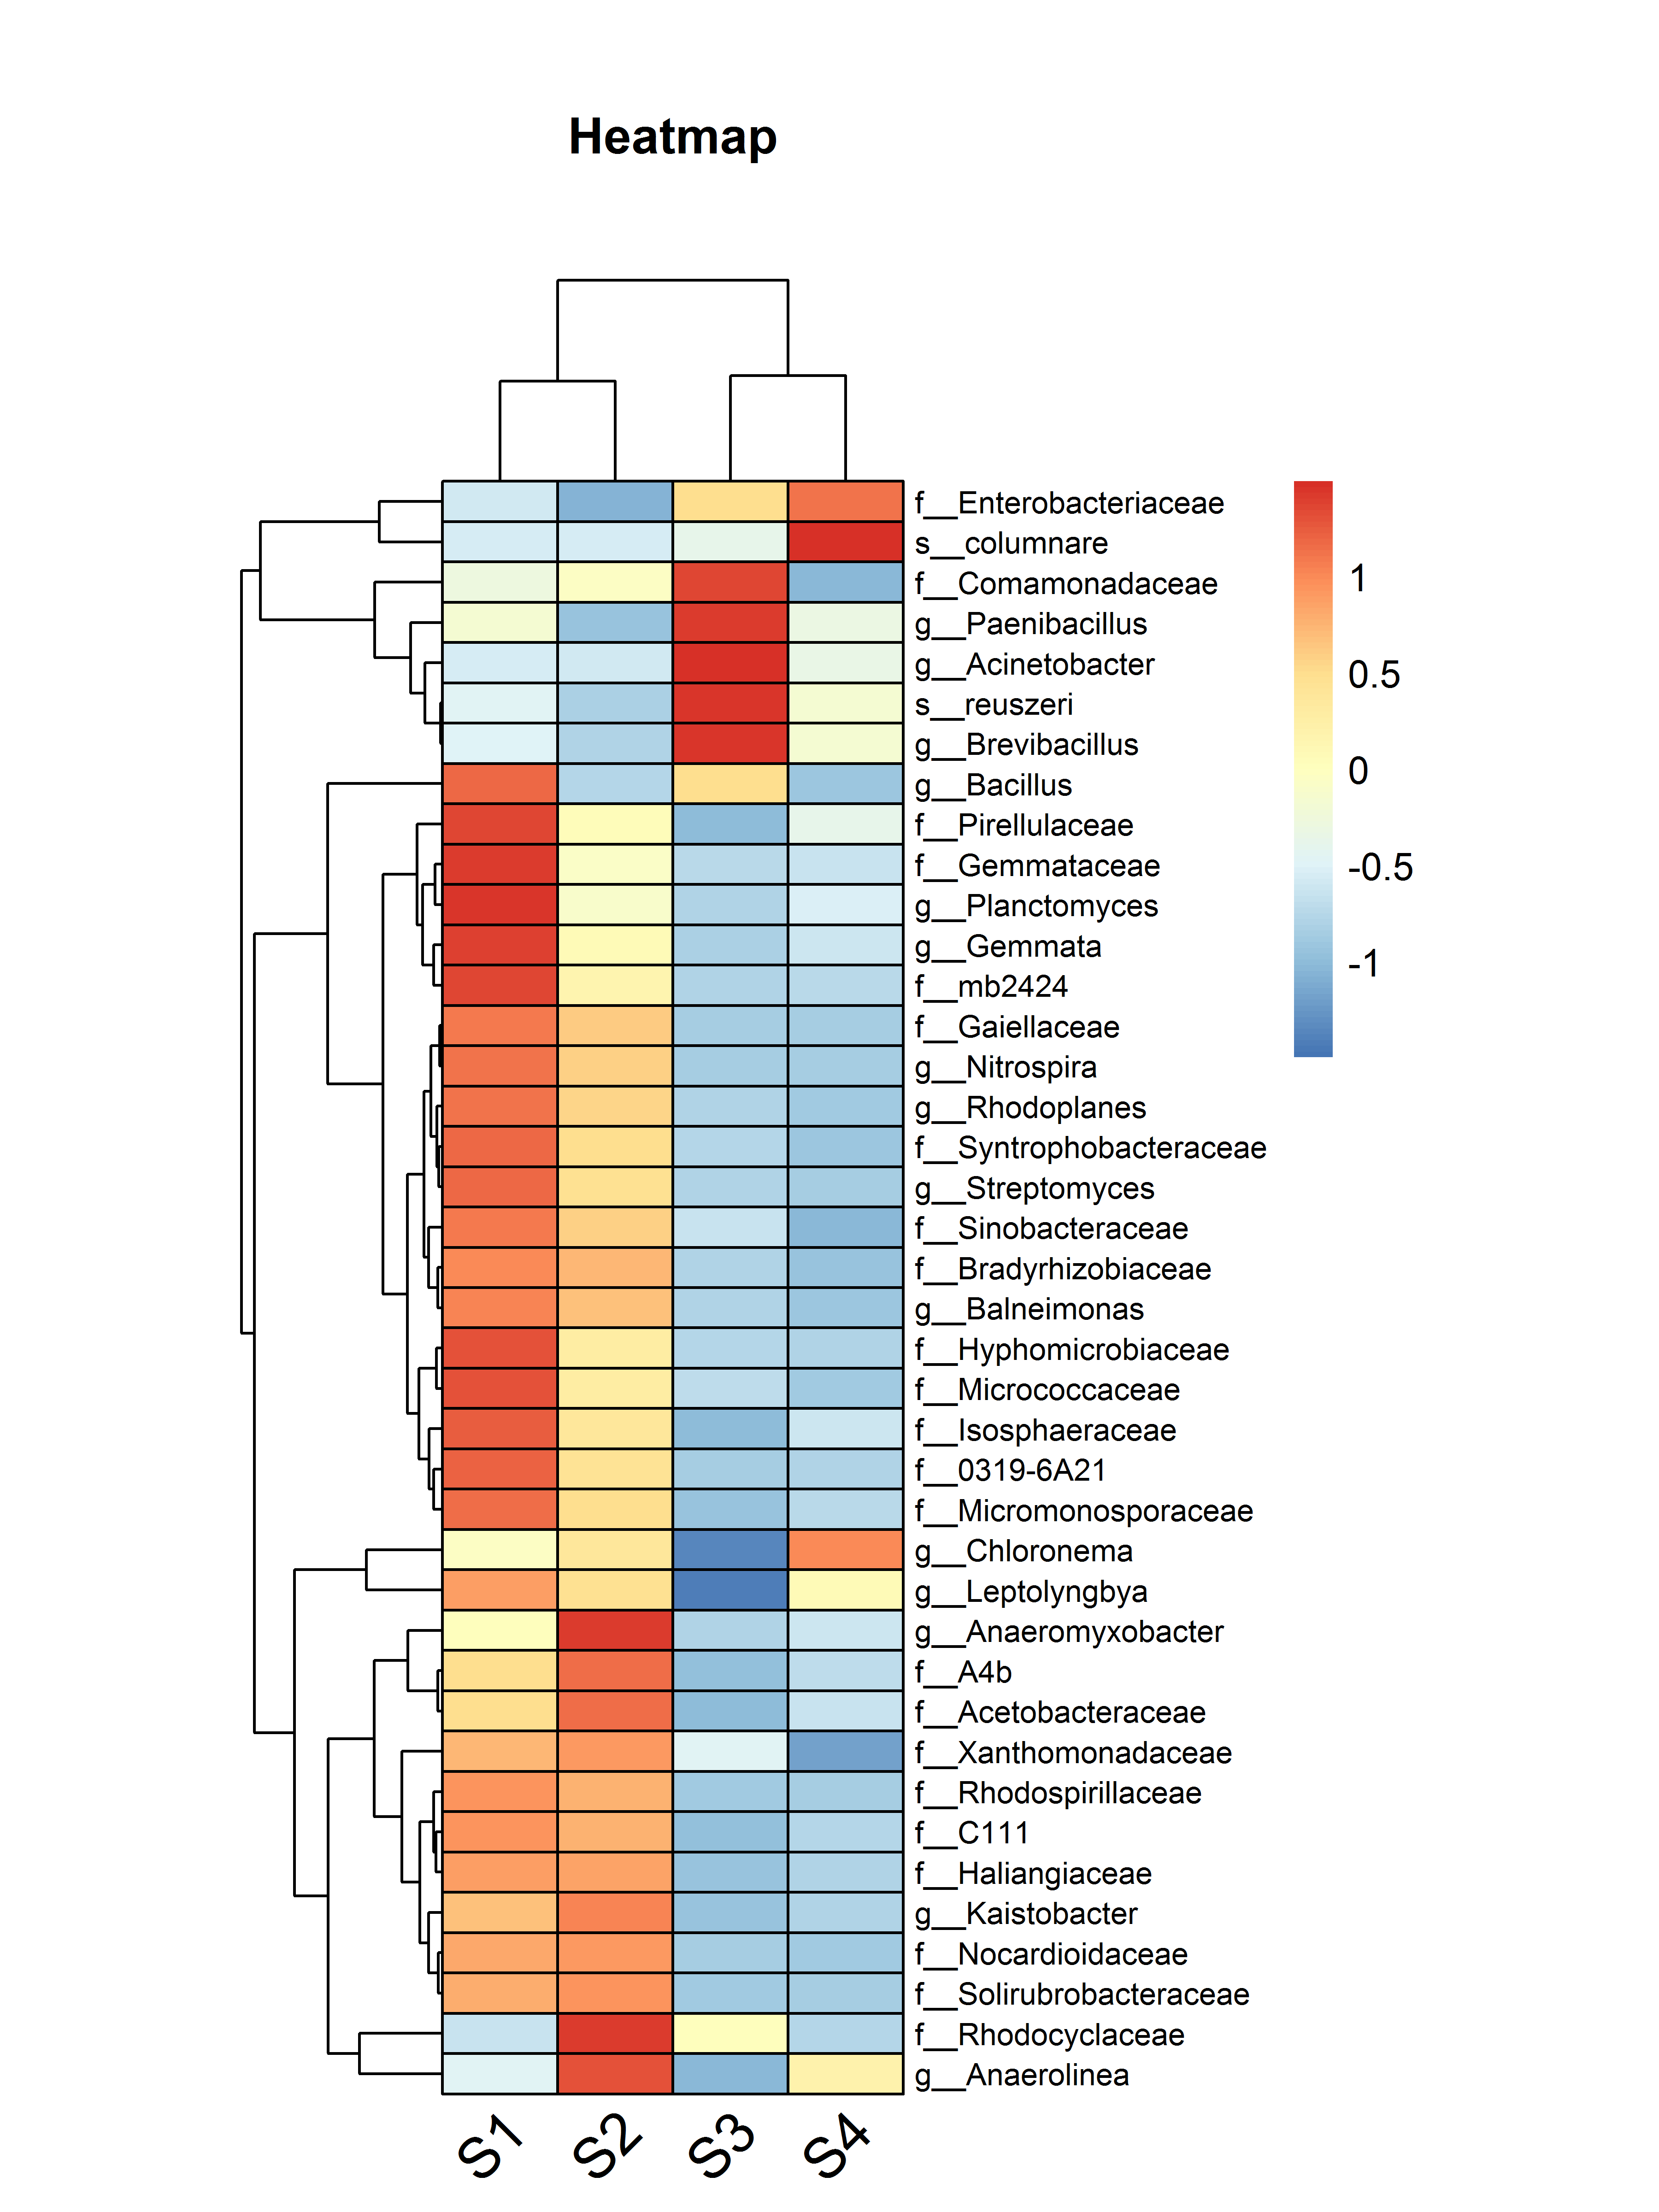 Heatmap
f__Enterobacteriaceae
s__columnare
f__Comamonadaceae
g__Paenibacillus
g__Acinetobacter
s__reuszeri
g__Brevibacillus
g__Bacillus
f__Pirellulaceae
f__Gemmataceae
g__Planctomyces
g__Gemmata
f__mb2424
f__Gaiellaceae
g__Nitrospira
g__Rhodoplanes
f__Syntrophobacteraceae
g__Streptomyces
f__Sinobacteraceae
f__Bradyrhizobiaceae
g__Balneimonas
f__Hyphomicrobiaceae
f__Micrococcaceae
f__Isosphaeraceae
f__0319-6A21
f__Micromonosporaceae
g__Chloronema
g__Leptolyngbya
g__Anaeromyxobacter
f__A4b
f__Acetobacteraceae
f__Xanthomonadaceae
f__Rhodospirillaceae
f__C111
f__Haliangiaceae
g__Kaistobacter
f__Nocardioidaceae
f__Solirubrobacteraceae
f__Rhodocyclaceae
g__Anaerolinea
1
0.5
0
-0.5
-1
S1 S2 S3 S4